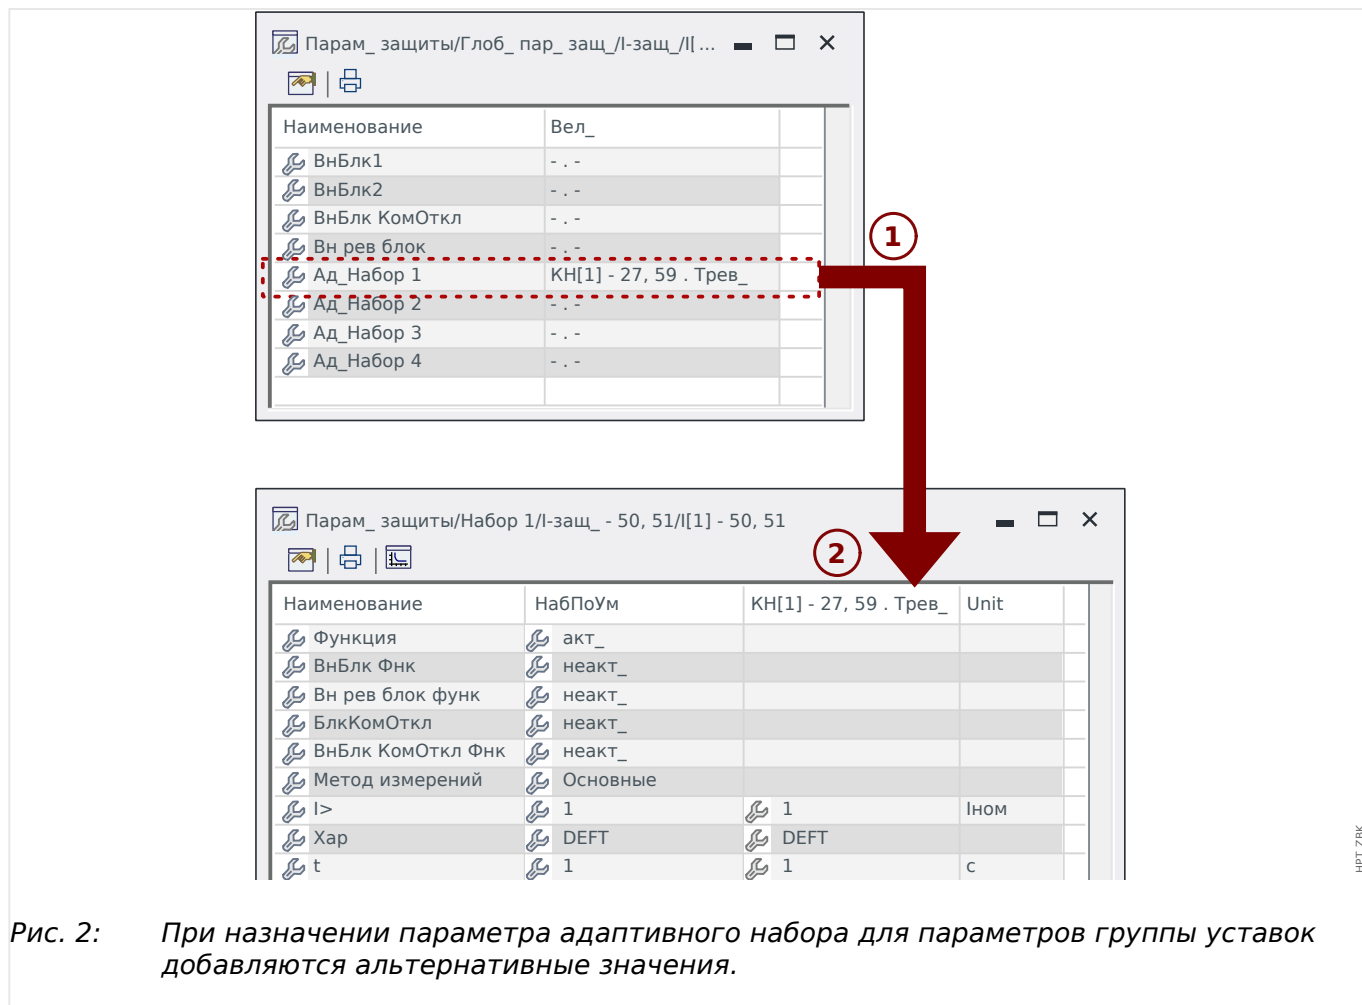 Парам_ защиты/Глоб_ пар_ защ_/I-защ_/I[ ...
Наименование Вел_
ВнБлк1 - . -
ВнБлк2 - . -
ВнБлк КомОткл - . -
Вн рев блок - . -
Ад_Набор 1 КН[1] - 27, 59 . Трев_
Ад_Набор 2 - . -
Ад_Набор 3 - . -
Ад_Набор 4 - . -
1
Парам_ защиты/Набор 1/I-защ_ - 50, 51/I[1] - 50, 51
2
Наименование НабПоУм КН[1] - 27, 59 . Трев_ Unit
Функция акт_
ВнБлк Фнк неакт_
Вн рев блок функ неакт_
БлкКомОткл неакт_
ВнБлк КомОткл Фнк неакт_
Метод измерений Основные
I> 1 1 Iном
Хар DEFT DEFT
t 1 1 с
HPT_ZBK
Рис. 2: При назначении параметра адаптивного набора для параметров группы уставок
добавляются альтернативные значения.